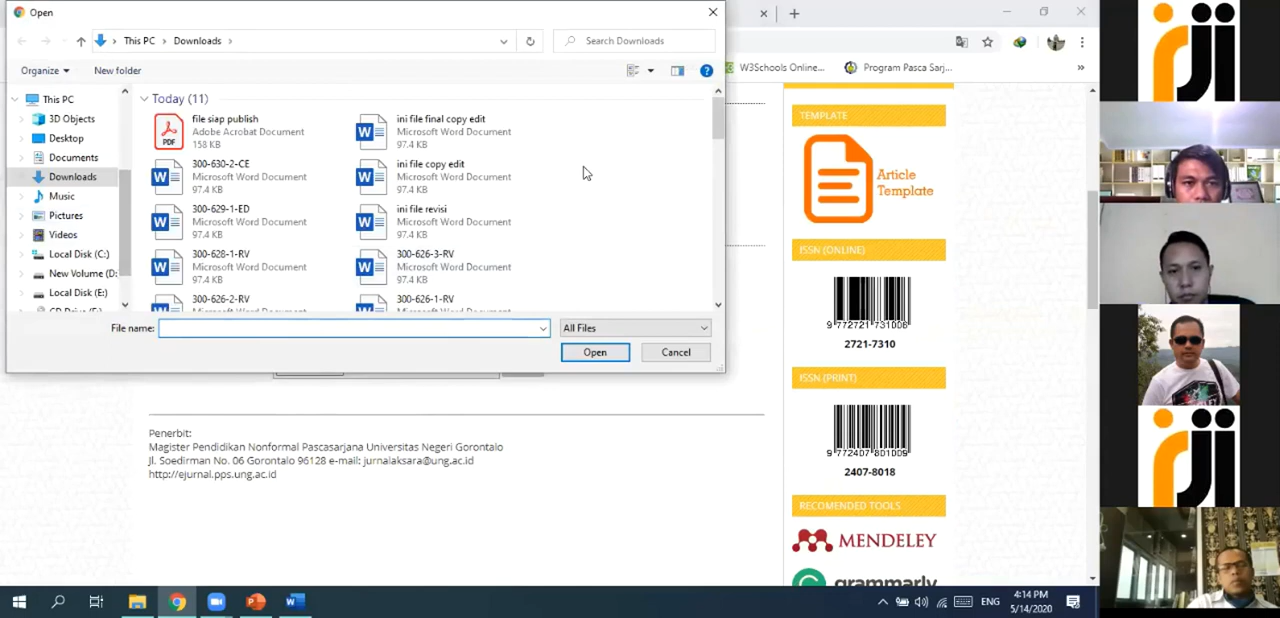 Open
This PC > Downloads >
Search Downloads
Organize
New folder
This PC
3D Objects
Desktop
Documents
Downloads
Music
Pictures
Videos
Local Disk (C:)
New Volume (D:
Local Disk (E:)
Today (11)
file siap publish
Adobe Acrobat Document
158 KB
PDF
ini file final copy edit
Microsoft Word Document
97.4 KB
300-630-2-CE
Microsoft Word Document
97.4 KB
ini file copy edit
Microsoft Word Document
97.4 KB
300-629-1-ED
Microsoft Word Document
97.4 KB
ini file revisi
Microsoft Word Document
97.4 KB
300-628-1-RV
Microsoft Word Document
97.4 KB
300-626-3-RV
Microsoft Word Document
97.4 KB
300-626-2-RV
300-626-1-RV
File name:
All Files
Open
Cancel
W3Schools Online...
Program Pasca Sarj...
TEMPLATE
Article
Template
ISSN (ONLINE)
9 772721 731006
2721-7310
ISSN (PRINT)
9 772407 801009
2407-8018
RECOMENDED TOOLS
MENDELEY
grammarly
Penerbit:
Magister Pendidikan Nonformal Pascasarjana Universitas Negeri Gorontalo
Jl. Soedirman No. 06 Gorontalo 96128 e-mail: jurnalaksara@ung.ac.id
http://ejurnal.pps.ung.ac.id
rji
rji
ENG
4:14 PM
5/14/2020